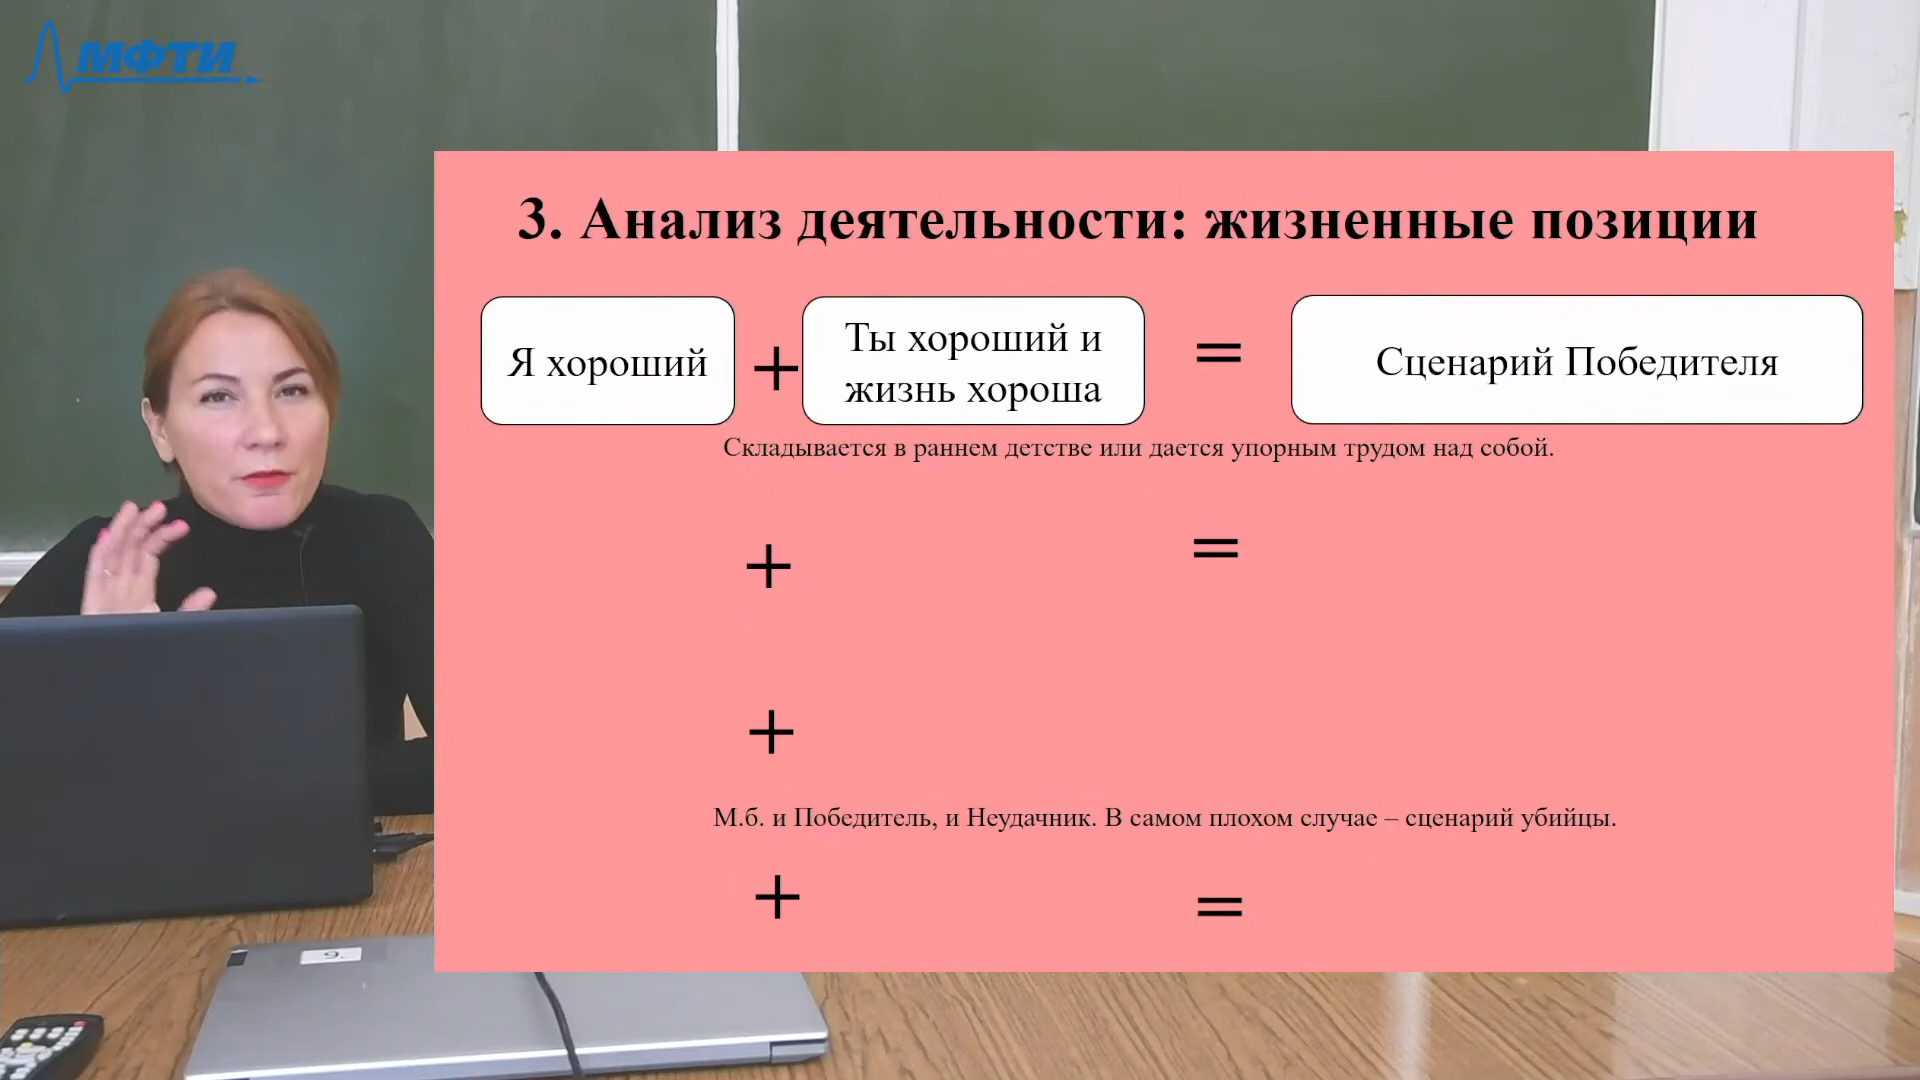 МФТИ
3. Анализ деятельности: жизненные позиции
Я хороший
+
Ты хороший и
жизнь хороша
=
Сценарий Победителя
Складывается в раннем детстве или дается упорным трудом над собой.
+
=
+
М.б. и Победитель, и Неудачник. В самом плохом случае – сценарий убийцы.
+
=
9.